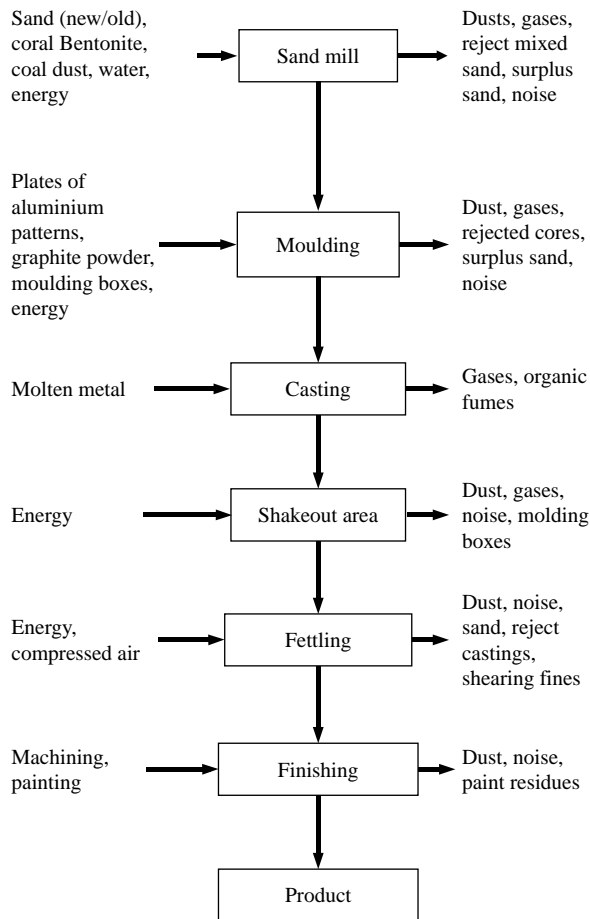 Sand (new/old),
coral Bentonite,
coal dust, water,
energy
Sand mill
Dusts, gases,
reject mixed
sand, surplus
sand, noise
Plates of
aluminium
patterns,
graphite powder,
moulding boxes,
energy
Moulding
Dust, gases,
rejected cores,
surplus sand,
noise
Molten metal
Casting
Gases, organic
fumes
Energy
Shakeout area
Dust, gases,
noise, molding
boxes
Energy,
compressed air
Fettling
Dust, noise,
sand, reject
castings,
shearing fines
Machining,
painting
Finishing
Dust, noise,
paint residues
Product